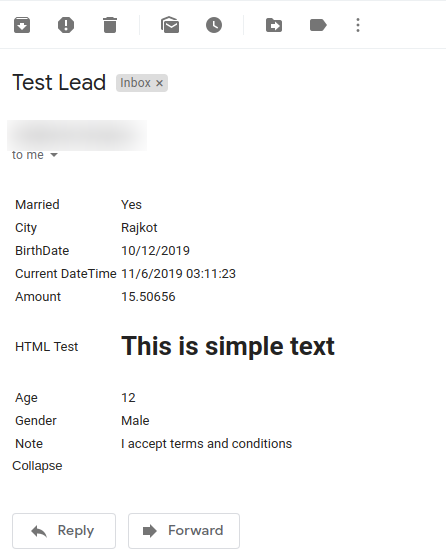 Test Lead Inbox ×
to me
Married Yes
City Rajkot
BirthDate 10/12/2019
Current DateTime 11/6/2019 03:11:23
Amount 15.50656
HTML Test This is simple text
Age 12
Gender Male
Note I accept terms and conditions
Collapse
Reply Forward